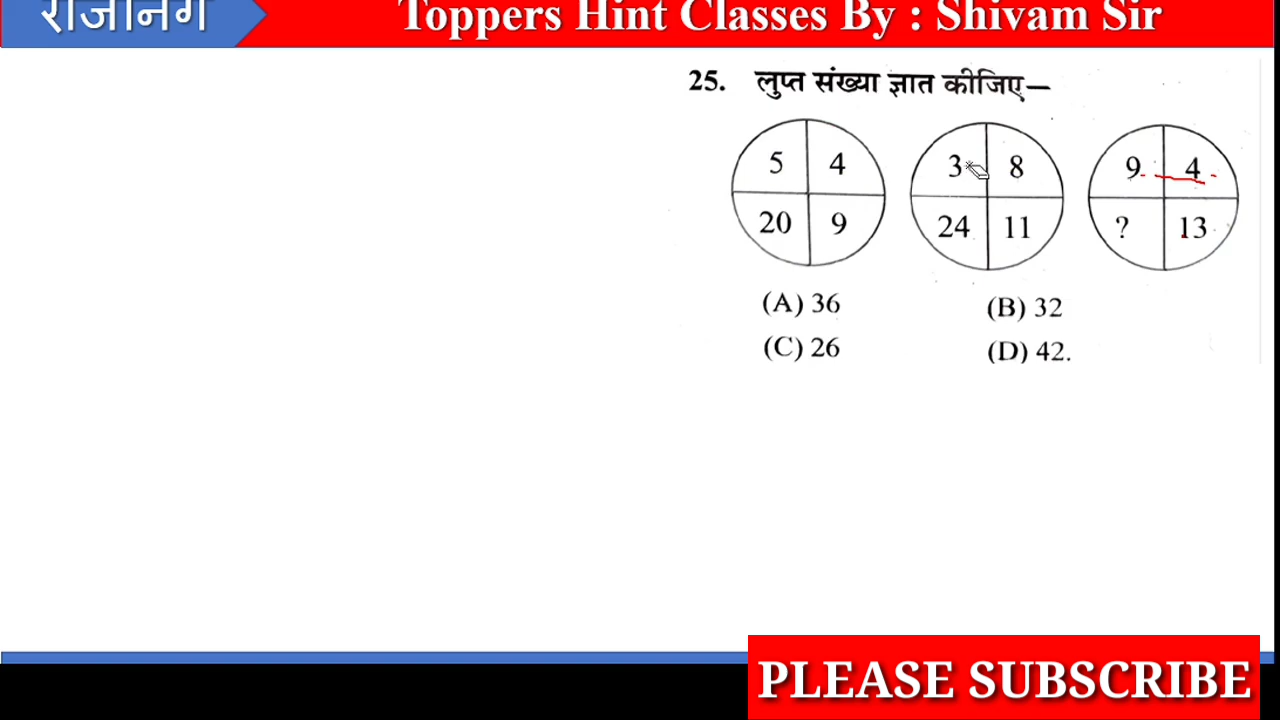 रीजनिंग
Toppers Hint Classes By : Shivam Sir
25. लुप्त संख्या ज्ञात कीजिए—
5 4 3 8 9 4
20 9 24 11 ? 13
(A) 36 (B) 32
(C) 26 (D) 42.
PLEASE SUBSCRIBE